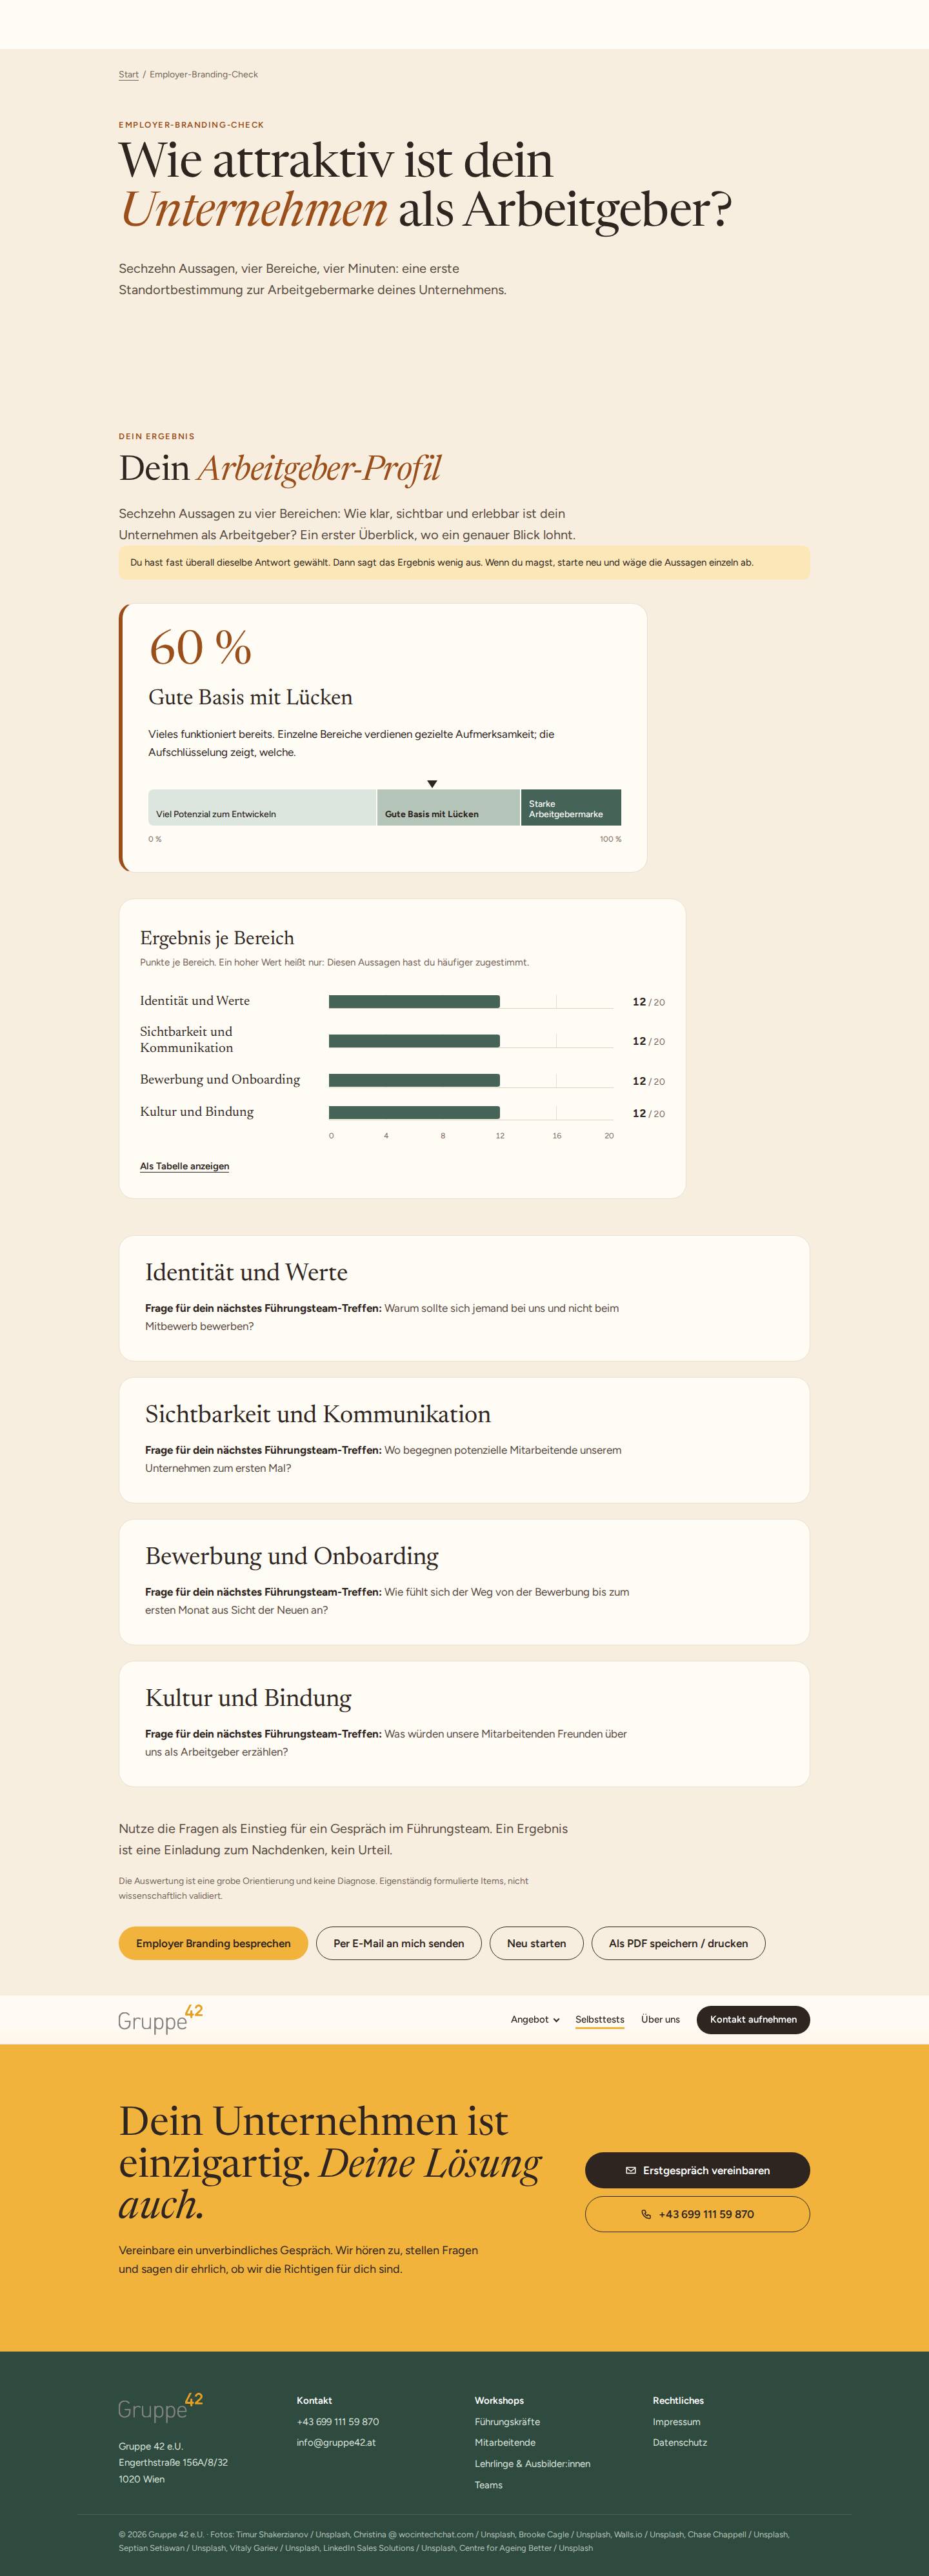 Start / Employer-Branding-Check
EMPLOYER-BRANDING-CHECK
Wie attraktiv ist dein
Unternehmen als Arbeitgeber?
Sechzehn Aussagen, vier Bereiche, vier Minuten: eine erste
Standortbestimmung zur Arbeitgebermarke deines Unternehmens.
DEIN ERGEBNIS
Dein Arbeitgeber-Profil
Sechzehn Aussagen zu vier Bereichen: Wie klar, sichtbar und erlebbar ist dein
Unternehmen als Arbeitgeber? Ein erster Überblick, wo ein genauer Blick lohnt.
Du hast fast überall dieselbe Antwort gewählt. Dann sagt das Ergebnis wenig aus. Wenn du magst, starte neu und wäge die Aussagen einzeln ab.
60 %
Gute Basis mit Lücken
Vieles funktioniert bereits. Einzelne Bereiche verdienen gezielte Aufmerksamkeit; die
Aufschlüsselung zeigt, welche.
Viel Potenzial zum Entwickeln
Gute Basis mit Lücken
Starke
Arbeitgebermarke
0 %
100 %
Ergebnis je Bereich
Punkte je Bereich. Ein hoher Wert heißt nur: Diesen Aussagen hast du häufiger zugestimmt.
Identität und Werte
12 / 20
Sichtbarkeit und
Kommunikation
12 / 20
Bewerbung und Onboarding
12 / 20
Kultur und Bindung
12 / 20
0 4 8 12 16 20
Als Tabelle anzeigen
Identität und Werte
Frage für dein nächstes Führungsteam-Treffen: Warum sollte sich jemand bei uns und nicht beim
Mitbewerb bewerben?
Sichtbarkeit und Kommunikation
Frage für dein nächstes Führungsteam-Treffen: Wo begegnen potenzielle Mitarbeitende unserem
Unternehmen zum ersten Mal?
Bewerbung und Onboarding
Frage für dein nächstes Führungsteam-Treffen: Wie fühlt sich der Weg von der Bewerbung bis zum
ersten Monat aus Sicht der Neuen an?
Kultur und Bindung
Frage für dein nächstes Führungsteam-Treffen: Was würden unsere Mitarbeitenden Freunden über
uns als Arbeitgeber erzählen?
Nutze die Fragen als Einstieg für ein Gespräch im Führungsteam. Ein Ergebnis
ist eine Einladung zum Nachdenken, kein Urteil.
Die Auswertung ist eine grobe Orientierung und keine Diagnose. Eigenständig formulierte Items, nicht
wissenschaftlich validiert.
Employer Branding besprechen
Per E-Mail an mich senden
Neu starten
Als PDF speichern / drucken
Gruppe 42
Angebot
Selbsttests
Über uns
Kontakt aufnehmen
Dein Unternehmen ist
einzigartig. Deine Lösung
auch.
Vereinbare ein unverbindliches Gespräch. Wir hören zu, stellen Fragen
und sagen dir ehrlich, ob wir die Richtigen für dich sind.
Erstgespräch vereinbaren
+43 699 111 59 870
Gruppe 42
Gruppe 42 e.U.
Engerthstraße 156A/8/32
1020 Wien
Kontakt
+43 699 111 59 870
info@gruppe42.at
Workshops
Führungskräfte
Mitarbeitende
Lehrlinge & Ausbilder:innen
Teams
Rechtliches
Impressum
Datenschutz
© 2026 Gruppe 42 e.U. · Fotos: Timur Shakerzianov / Unsplash, Christina @ wocintechchat.com / Unsplash, Brooke Cagle / Unsplash, Walls.io / Unsplash, Chase Chappell / Unsplash,
Septian Setiawan / Unsplash, Vitaly Gariev / Unsplash, LinkedIn Sales Solutions / Unsplash, Centre for Ageing Better / Unsplash